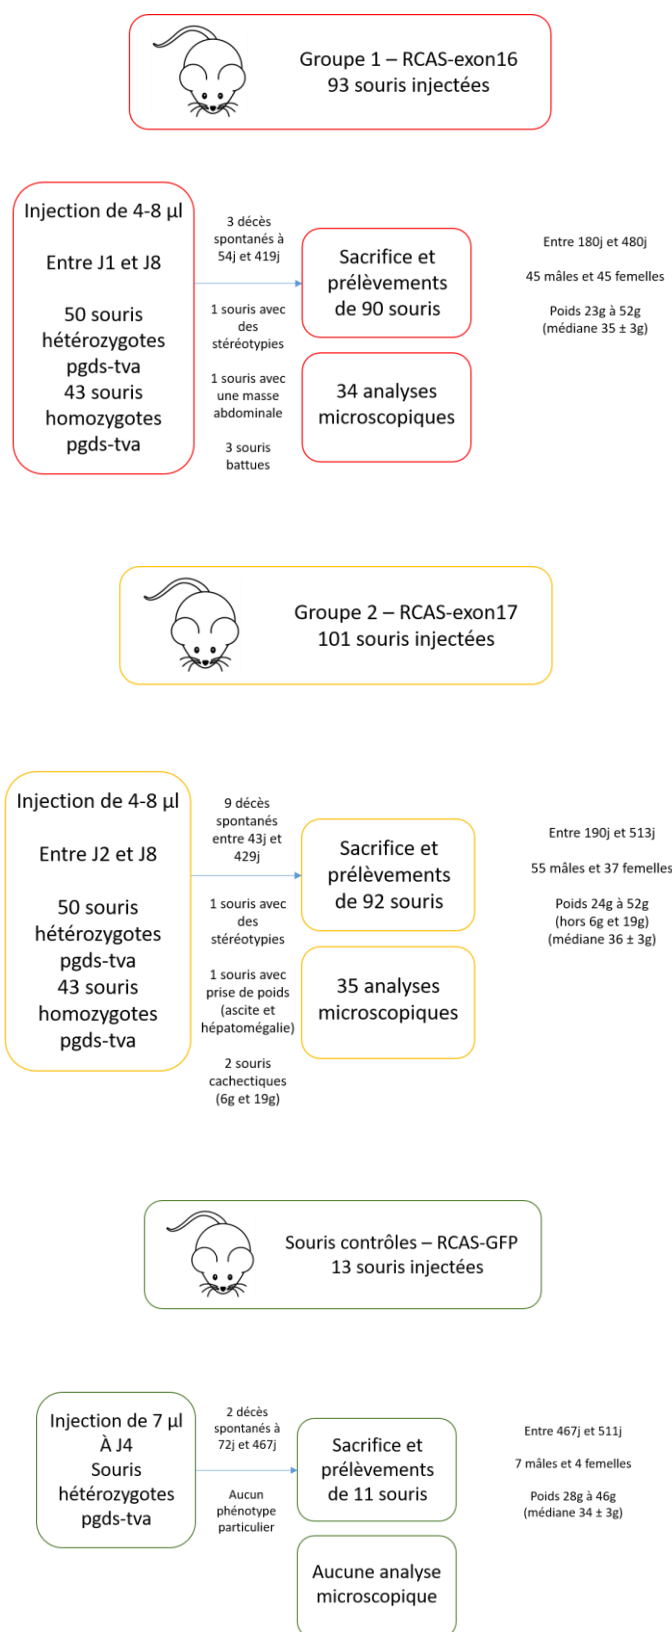 Groupe 1 – RCAS-exon16
93 souris injectées
Injection de 4-8 µl
Entre J1 et J8
50 souris
hétérozygotes
pgds-tva
43 souris
homozygotes
pgds-tva
3 décès
spontanés à
54j et 419j
1 souris avec
des
stéréotypies
1 souris avec
une masse
abdominale
3 souris
battues
Sacrifice et
prélèvements
de 90 souris
34 analyses
microscopiques
Entre 180j et 480j
45 mâles et 45 femelles
Poids 23g à 52g
(médiane 35 ± 3g)
Groupe 2 – RCAS-exon17
101 souris injectées
Injection de 4-8 µl
Entre J2 et J8
50 souris
hétérozygotes
pgds-tva
43 souris
homozygotes
pgds-tva
9 décès
spontanés
entre 43j et
429j
1 souris avec
des
stéréotypies
1 souris avec
prise de poids
(ascite et
hépatomégalie)
2 souris
cachectiques
(6g et 19g)
Sacrifice et
prélèvements
de 92 souris
35 analyses
microscopiques
Entre 190j et 513j
55 mâles et 37 femelles
Poids 24g à 52g
(hors 6g et 19g)
(médiane 36 ± 3g)
Souris contrôles – RCAS-GFP
13 souris injectées
Injection de 7 µl
À J4
Souris
hétérozygotes
pgds-tva
2 décès
spontanés à
72j et 467j
Aucun
phénotype
particulier
Sacrifice et
prélèvements
de 11 souris
Aucune analyse
microscopique
Entre 467j et 511j
7 mâles et 4 femelles
Poids 28g à 46g
(médiane 34 ± 3g)